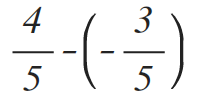 4/5 - (- 3/5)